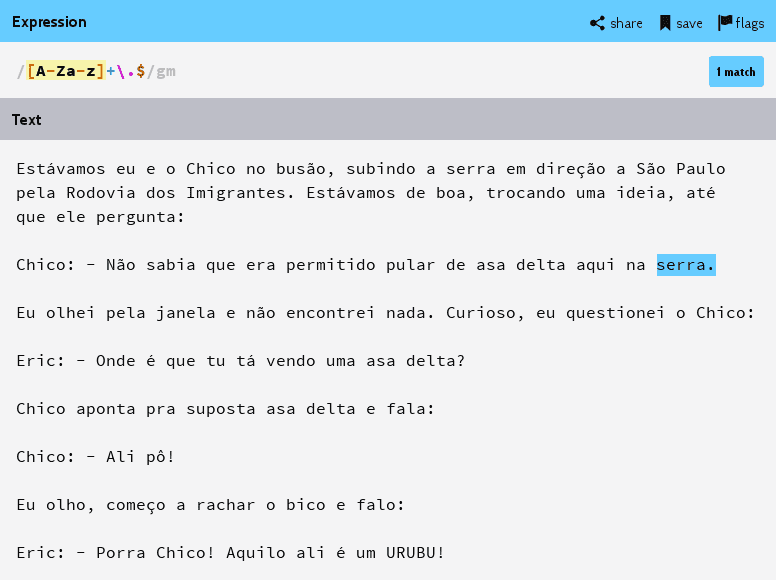 Expression share save flags
/[A-Za-z]+\.$/gm 1 match
Text
Estávamos eu e o Chico no busão, subindo a serra em direção a São Paulo
pela Rodovia dos Imigrantes. Estávamos de boa, trocando uma ideia, até
que ele pergunta:
Chico: - Não sabia que era permitido pular de asa delta aqui na serra.
Eu olhei pela janela e não encontrei nada. Curioso, eu questionei o Chico:
Eric: - Onde é que tu tá vendo uma asa delta?
Chico aponta pra suposta asa delta e fala:
Chico: - Ali pô!
Eu olho, começo a rachar o bico e falo:
Eric: - Porra Chico! Aquilo ali é um URUBU!